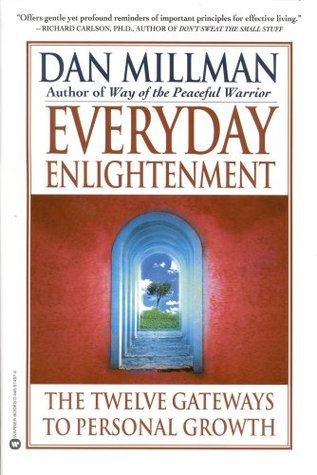 "Offers gentle yet profound reminders of important principles for effective living."
—RICHARD CARLSON, PH.D., AUTHOR OF DON'T SWEAT THE SMALL STUFF
DAN MILLMAN
Author of Way of the Peaceful Warrior
EVERYDAY
ENLIGHTENMENT
THE TWELVE GATEWAYS
TO PERSONAL GROWTH